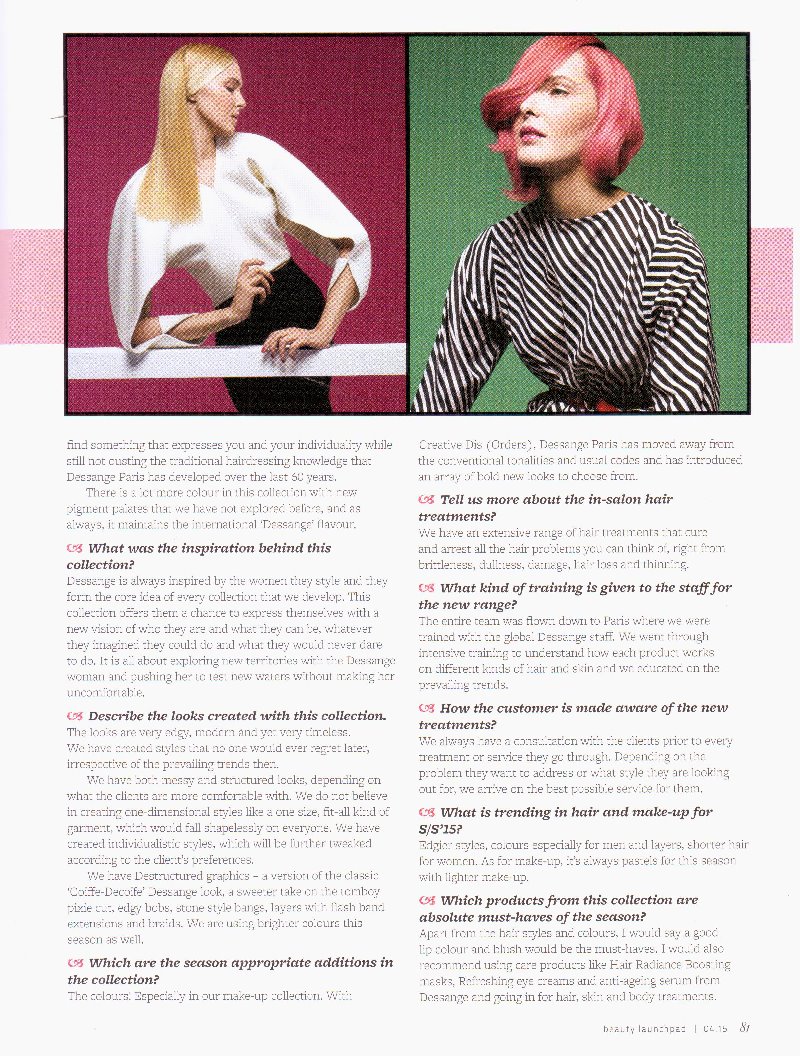 find something that expresses you and your individuality while
still not ousting the traditional hairdressing knowledge that
Dessange Paris has developed over the last 60 years.
There is a lot more colour in this collection with new
pigment palates that we have not explored before, and as
always, it maintains the international 'Dessange' flavour.
What was the inspiration behind this
collection?
Dessange is always inspired by the women they style and they
form the core idea of every collection that we develop. This
collection offers them a chance to express themselves with a
new vision of who they are and what they can be, whatever
they imagined they could do and what they would never dare
to do. It is all about exploring new territories with the Dessange
woman and pushing her to test new waters without making her
uncomfortable.
Describe the looks created with this collection.
The looks are very edgy, modern and yet very timeless.
We have created styles that no one would ever regret later,
irrespective of the prevailing trends then.
We have both messy and structured looks, depending on
what the clients are more comfortable with. We do not believe
in creating one-dimensional styles like a one size, fit-all kind of
garment, which would fall shapelessly on everyone. We have
created individualistic styles, which will be further tweaked
according to the client's preferences.
We have Destructured graphics – a version of the classic
'Coiffe-Decoife' Dessange look, a sweeter take on the tomboy
pixie cut, edgy bobs, stone style bangs, layers with flash band
extensions and braids. We are using brighter colours this
season as well.
Which are the season appropriate additions in
the collection?
The colours! Especially in our make-up collection. With
Creative Dis (Orders), Dessange Paris has moved away from
the conventional tonalities and usual codes and has introduced
an array of bold new looks to choose from.
Tell us more about the in-salon hair
treatments?
We have an extensive range of hair treatments that cure
and arrest all the hair problems you can think of, right from
brittleness, dullness, damage, hair loss and thinning.
What kind of training is given to the staff for
the new range?
The entire team was flown down to Paris where we were
trained with the global Dessange staff. We went through
intensive training to understand how each product works
on different kinds of hair and skin and we educated on the
prevailing trends.
How the customer is made aware of the new
treatments?
We always have a consultation with the clients prior to every
treatment or service they go through. Depending on the
problem they want to address or what style they are looking
out for, we arrive on the best possible service for them.
What is trending in hair and make-up for
S/S'15?
Edgier styles, colours especially for men and layers, shorter hair
for women. As for make-up, it's always pastels for this season
with lighter make-up.
Which products from this collection are
absolute must-haves of the season?
Apart from the hair styles and colours, I would say a good
lip colour and blush would be the must-haves. I would also
recommend using care products like Hair Radiance Boosting
masks, Refreshing eye creams and anti-ageing serum from
Dessange and going in for hair, skin and body treatments.
beauty launchpad | 04.15 81